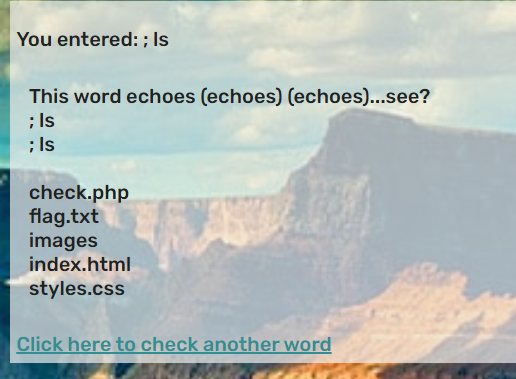 You entered: ; ls
This word echoes (echoes) (echoes)...see?
; ls
; ls
check.php
flag.txt
images
index.html
styles.css
Click here to check another word